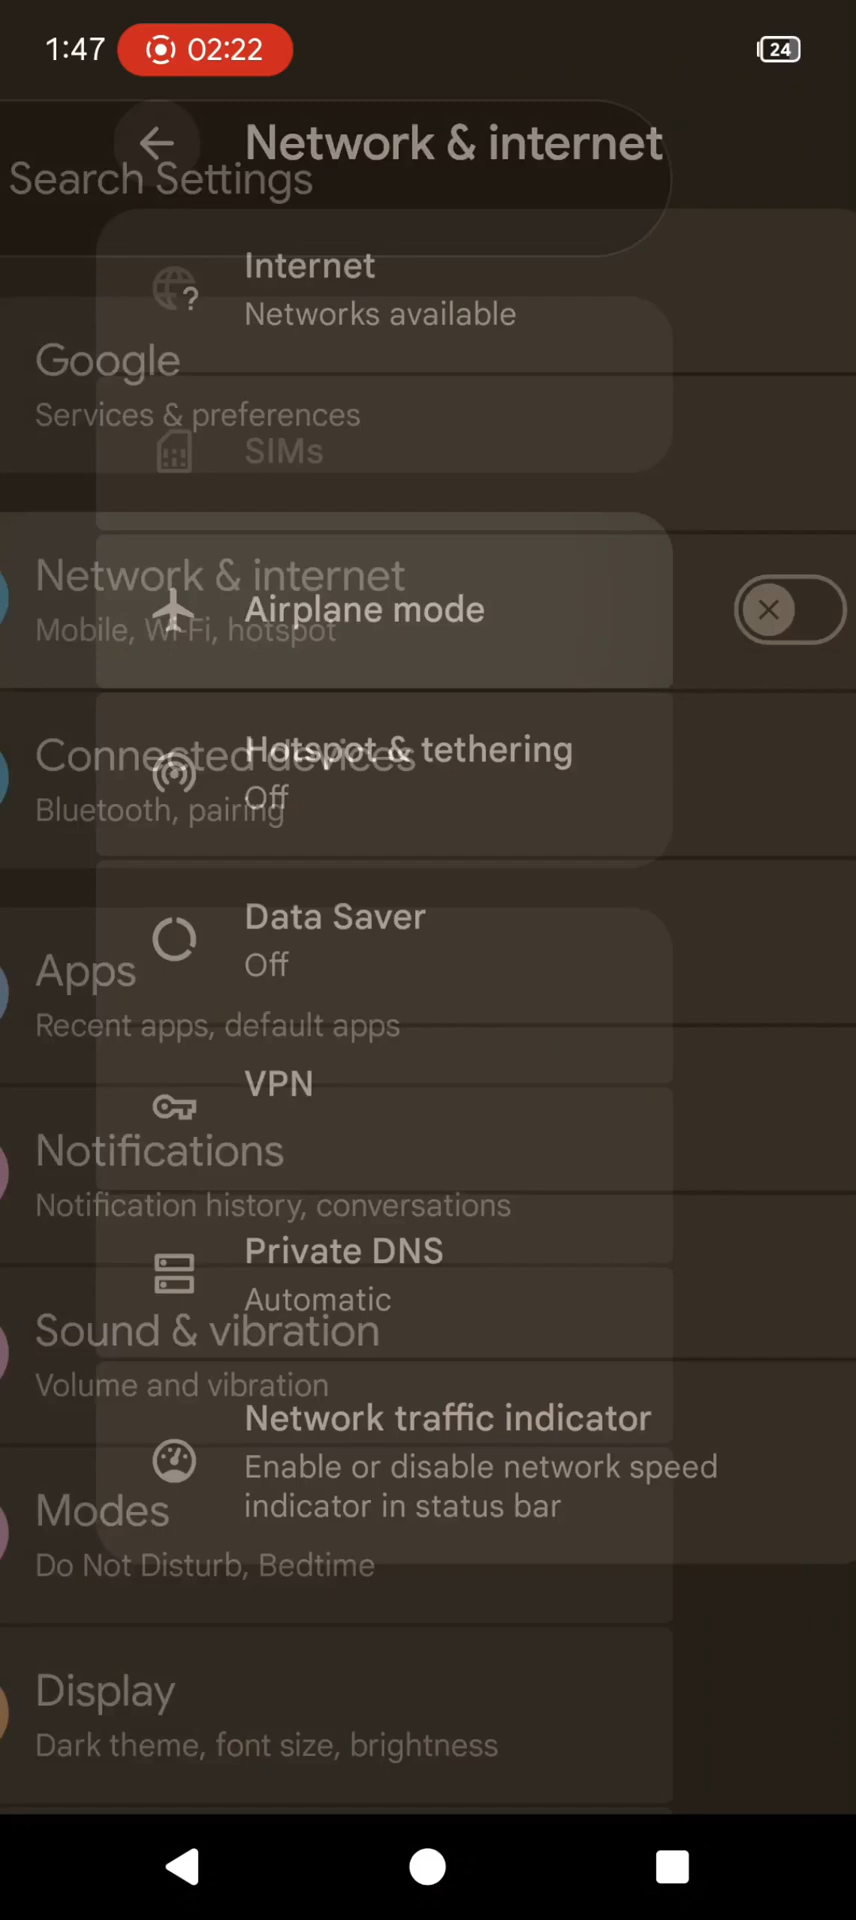 1:47 02:22 24
Network & internet
Search Settings
Internet
Networks available
Google
Services & preferences
SIMs
Network & internet
Airplane mode
Mobile, Wi-Fi, hotspot
Hotspot & tethering
Connected devices
Off
Bluetooth, pairing
Data Saver
Off
Apps
Recent apps, default apps
VPN
Notifications
Notification history, conversations
Private DNS
Automatic
Sound & vibration
Volume and vibration
Network traffic indicator
Enable or disable network speed
indicator in status bar
Modes
Do Not Disturb, Bedtime
Display
Dark theme, font size, brightness